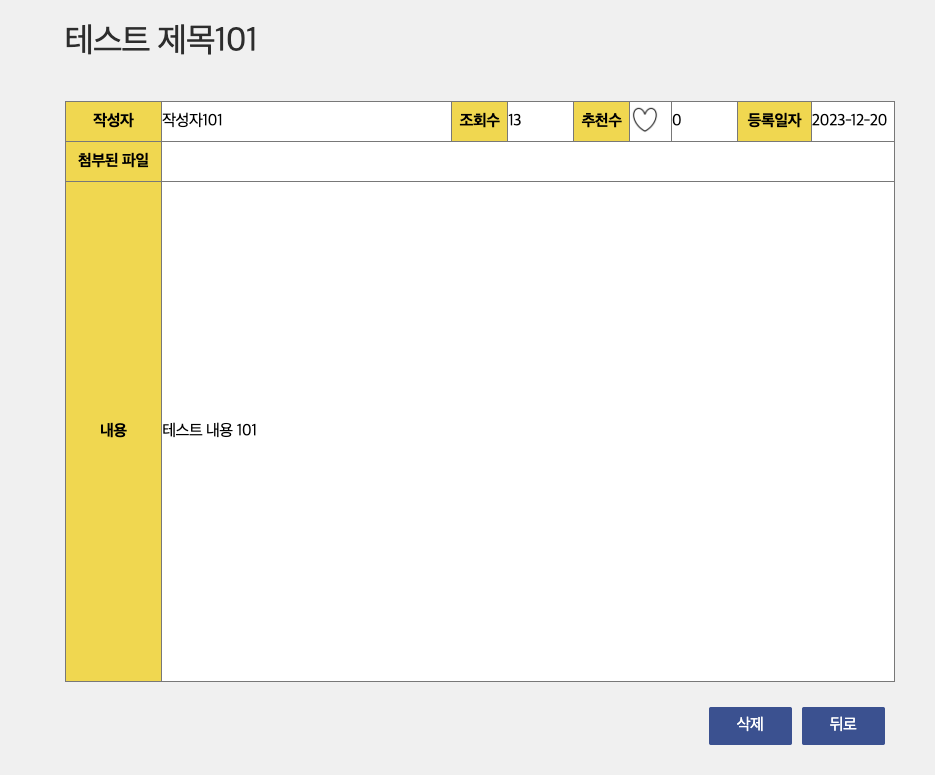 테스트 제목101
작성자 작성자101 조회수 13 추천수 0 등록일자 2023-12-20
첨부된 파일
내용 테스트 내용 101
삭제 뒤로